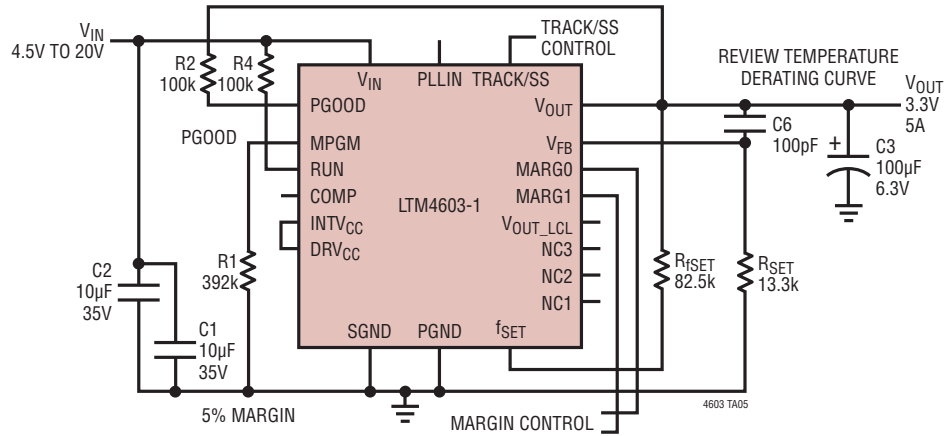 VIN
4.5V TO 20V
R2
100k
R4
100k
TRACK/SS
CONTROL
REVIEW TEMPERATURE
DERATING CURVE
VOUT
3.3V
5A
VIN
PLLIN
TRACK/SS
PGOOD
VOUT
C6
100pF
+
C3
100µF
6.3V
PGOOD
MPGM
VFB
RUN
MARG0
COMP
MARG1
LTM4603-1
INTVCC
VOUT_LCL
DRVCC
NC3
NC2
NC1
R1
392k
RfSET
82.5k
RSET
13.3k
C2
10µF
35V
C1
10µF
35V
SGND
PGND
fSET
5% MARGIN
MARGIN CONTROL
4603 TA05